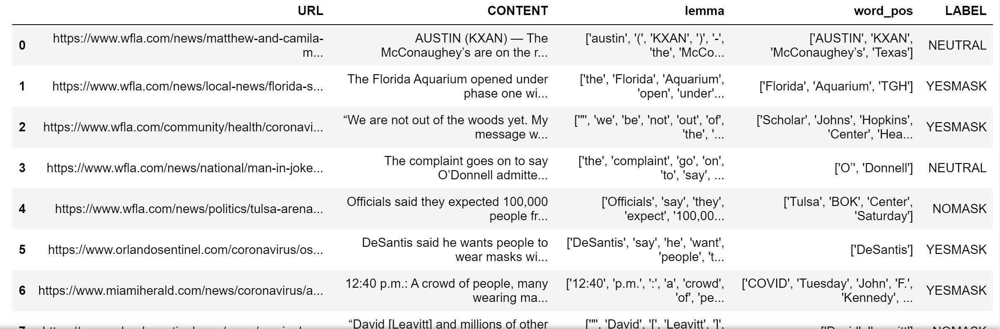 URL CONTENT lemma word_pos LABEL
0 https://www.wfla.com/news/matthew-and-camila-m... AUSTIN (KXAN) — The McConaughey’s are on the r... ['austin', '(', 'KXAN', ')', '-', 'the', 'McCo... ['AUSTIN', 'KXAN', 'McConaughey’s', 'Texas'] NEUTRAL
1 https://www.wfla.com/news/local-news/florida-s... The Florida Aquarium opened under phase one wi... ['the', 'Florida', 'Aquarium', 'open', 'under'... ['Florida', 'Aquarium', 'TGH'] YESMASK
2 https://www.wfla.com/community/health/coronavi... “We are not out of the woods yet. My message w... ['"', 'we', 'be', 'not', 'out', 'of', 'the', '... ['Scholar', 'Johns', 'Hopkins', 'Center', 'Hea... YESMASK
3 https://www.wfla.com/news/national/man-in-joke... The complaint goes on to say O’Donnell admitte... ['the', 'complaint', 'go', 'on', 'to', 'say', ... ['O’', 'Donnell'] NEUTRAL
4 https://www.wfla.com/news/politics/tulsa-arena... Officials said they expected 100,000 people fr... ['Officials', 'say', 'they', 'expect', '100,00... ['Tulsa', 'BOK', 'Center', 'Saturday'] NOMASK
5 https://www.orlandosentinel.com/coronavirus/os... DeSantis said he wants people to wear masks wi... ['DeSantis', 'say', 'he', 'want', 'people', 't... ['DeSantis'] YESMASK
6 https://www.miamiherald.com/news/coronavirus/a... 12:40 p.m.: A crowd of people, many wearing ma... ['12:40', 'p.m.', ':', 'a', 'crowd', 'of', 'pe... ['COVID', 'Tuesday', 'John', 'F.', 'Kennedy', ... YESMASK
“David [Leavitt] and millions of other ['"', 'David', '[', 'Leavitt', ']',